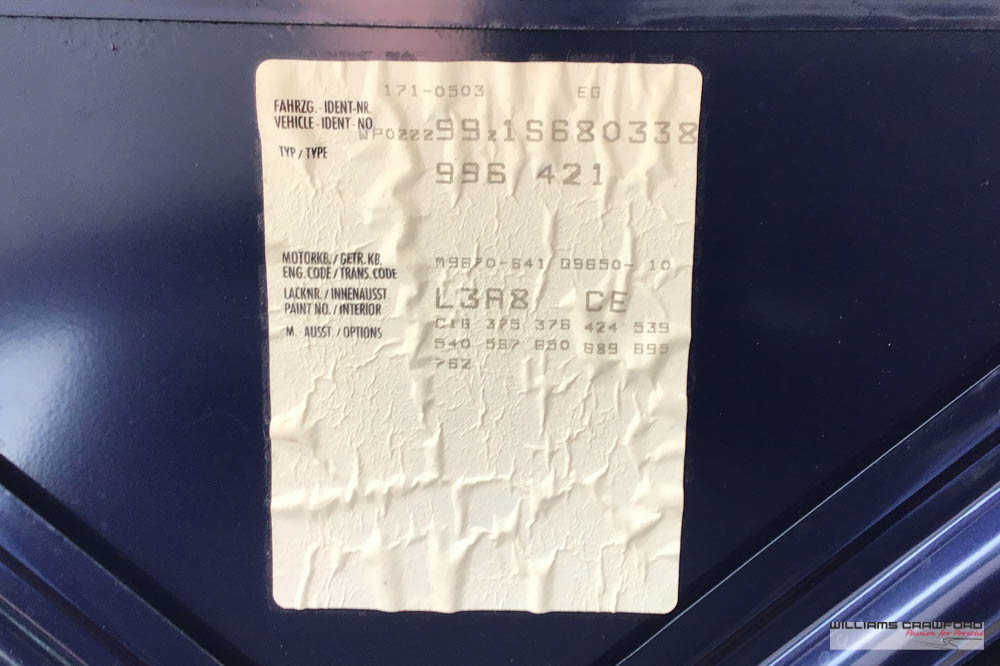 171-0503 EG
FAHRZG.-IDENT-NR.
VEHICLE-IDENT-NO. WP0ZZZ99Z1S680338
TYP/TYPE
996 421
MOTORKB./GETR.KB. M9670-641 G9650- 10
ENG.CODE/TRANS.CODE
LACKNR./INNENAUSST. L3A8 CE
PAINT NO./INTERIOR
M. AUSST./OPTIONS C16 375 376 424 539
540 567 650 689 695
762
WILLIAMS CRAWFORD
Passion for Porsche